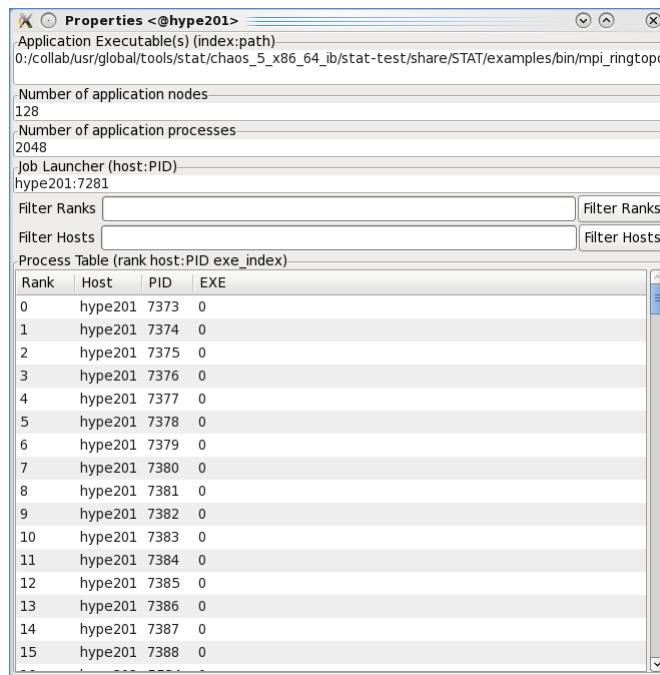 Properties <@hype201>
Application Executable(s) (index:path)
0:/collab/usr/global/tools/stat/chaos_5_x86_64_ib/stat-test/share/STAT/examples/bin/mpi_ringtopo
Number of application nodes
128
Number of application processes
2048
Job Launcher (host:PID)
hype201:7281
Filter Ranks Filter Ranks
Filter Hosts Filter Hosts
Process Table (rank host:PID exe_index)
Rank Host PID EXE
0 hype201 7373 0
1 hype201 7374 0
2 hype201 7375 0
3 hype201 7376 0
4 hype201 7377 0
5 hype201 7378 0
6 hype201 7379 0
7 hype201 7380 0
8 hype201 7381 0
9 hype201 7382 0
10 hype201 7383 0
11 hype201 7384 0
12 hype201 7385 0
13 hype201 7386 0
14 hype201 7387 0
15 hype201 7388 0